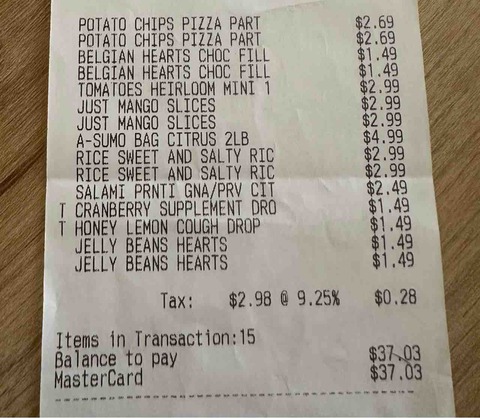 POTATO CHIPS PIZZA PART $2.69
POTATO CHIPS PIZZA PART $2.69
BELGIAN HEARTS CHOC FILL $1.49
BELGIAN HEARTS CHOC FILL $1.49
TOMATOES HEIRLOOM MINI 1 $2.99
JUST MANGO SLICES $2.99
JUST MANGO SLICES $2.99
A-SUMO BAG CITRUS 2LB $4.99
RICE SWEET AND SALTY RIC $2.99
RICE SWEET AND SALTY RIC $2.99
SALAMI PRNTI GNA/PRV CIT $2.49
T CRANBERRY SUPPLEMENT DRO $1.49
T HONEY LEMON COUGH DROP $1.49
JELLY BEANS HEARTS $1.49
JELLY BEANS HEARTS $1.49
Tax: $2.98 @ 9.25% $0.28
Items in Transaction:15
Balance to pay $37.03
MasterCard $37.03